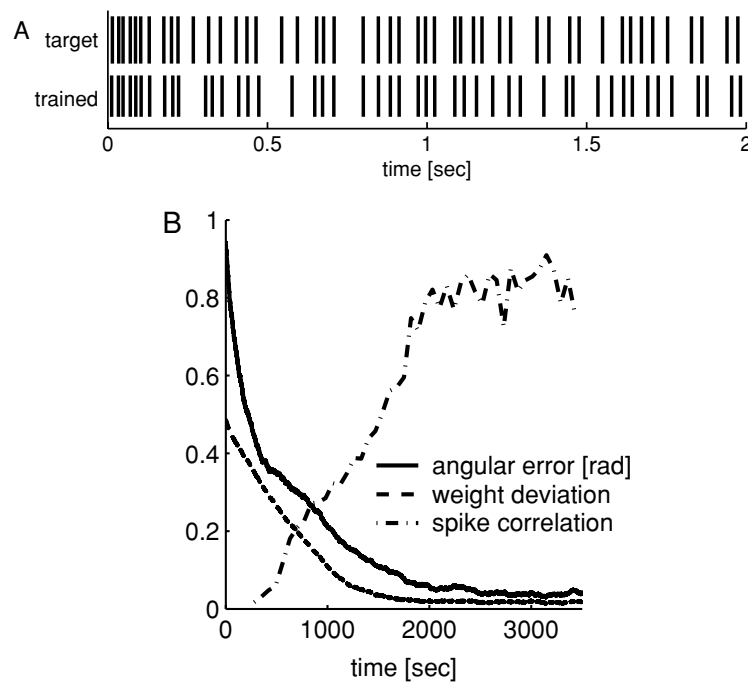 A
target
trained
0
0.5
1
1.5
2
time [sec]
B
1
0.8
0.6
0.4
0.2
0
angular error [rad]
weight deviation
spike correlation
0
1000
2000
3000
time [sec]